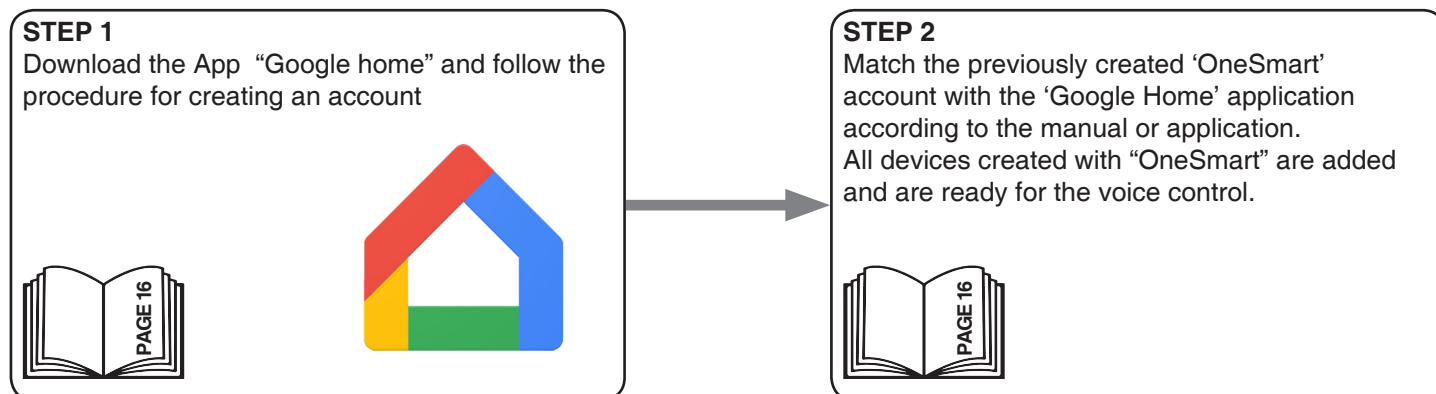 STEP 1
Download the App “Google home” and follow the
procedure for creating an account
PAGE 16
STEP 2
Match the previously created ‘OneSmart’
account with the ‘Google Home’ application
according to the manual or application.
All devices created with “OneSmart” are added
and are ready for the voice control.
PAGE 16